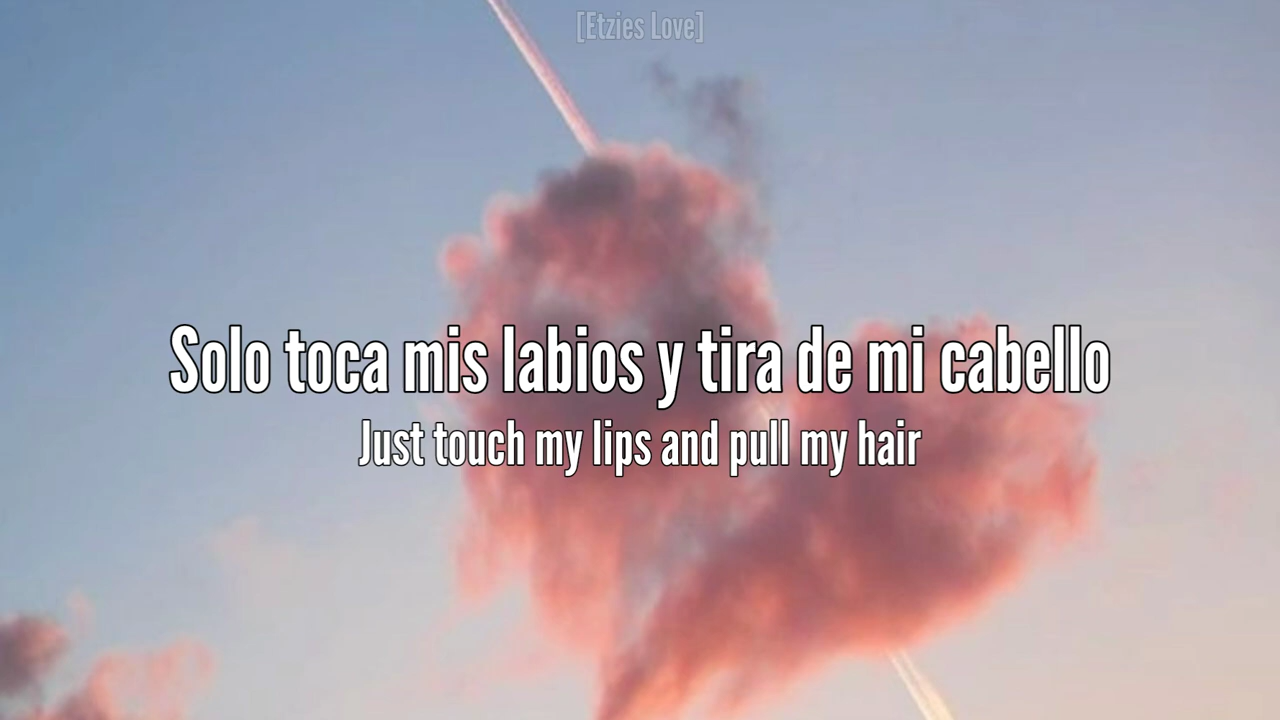 [Etzies Love]
Solo toca mis labios y tira de mi cabello
Just touch my lips and pull my hair